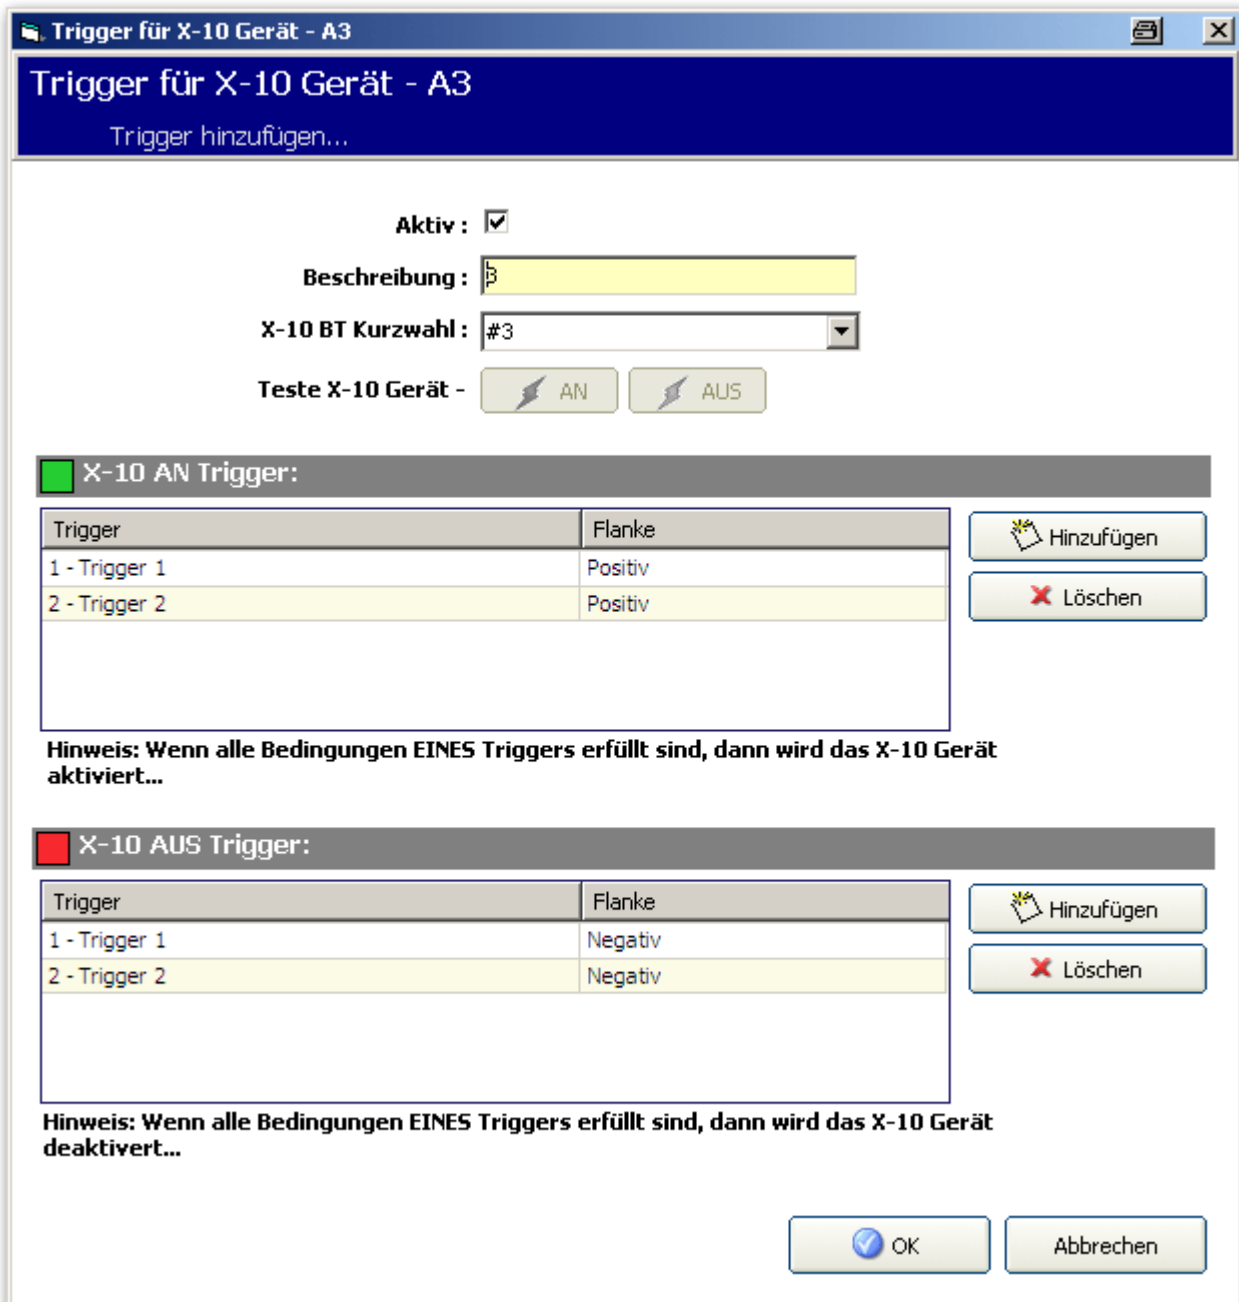 Trigger für X-10 Gerät - A3
Trigger für X-10 Gerät - A3
Trigger hinzufügen...
Aktiv :
Beschreibung : 3
X-10 BT Kurzwahl : #3
Teste X-10 Gerät - AN AUS
X-10 AN Trigger:
Trigger Flanke
1 - Trigger 1 Positiv
2 - Trigger 2 Positiv
Hinzufügen
Löschen
Hinweis: Wenn alle Bedingungen EINES Triggers erfüllt sind, dann wird das X-10 Gerät
aktiviert...
X-10 AUS Trigger:
Trigger Flanke
1 - Trigger 1 Negativ
2 - Trigger 2 Negativ
Hinzufügen
Löschen
Hinweis: Wenn alle Bedingungen EINES Triggers erfüllt sind, dann wird das X-10 Gerät
deaktivert...
OK Abbrechen